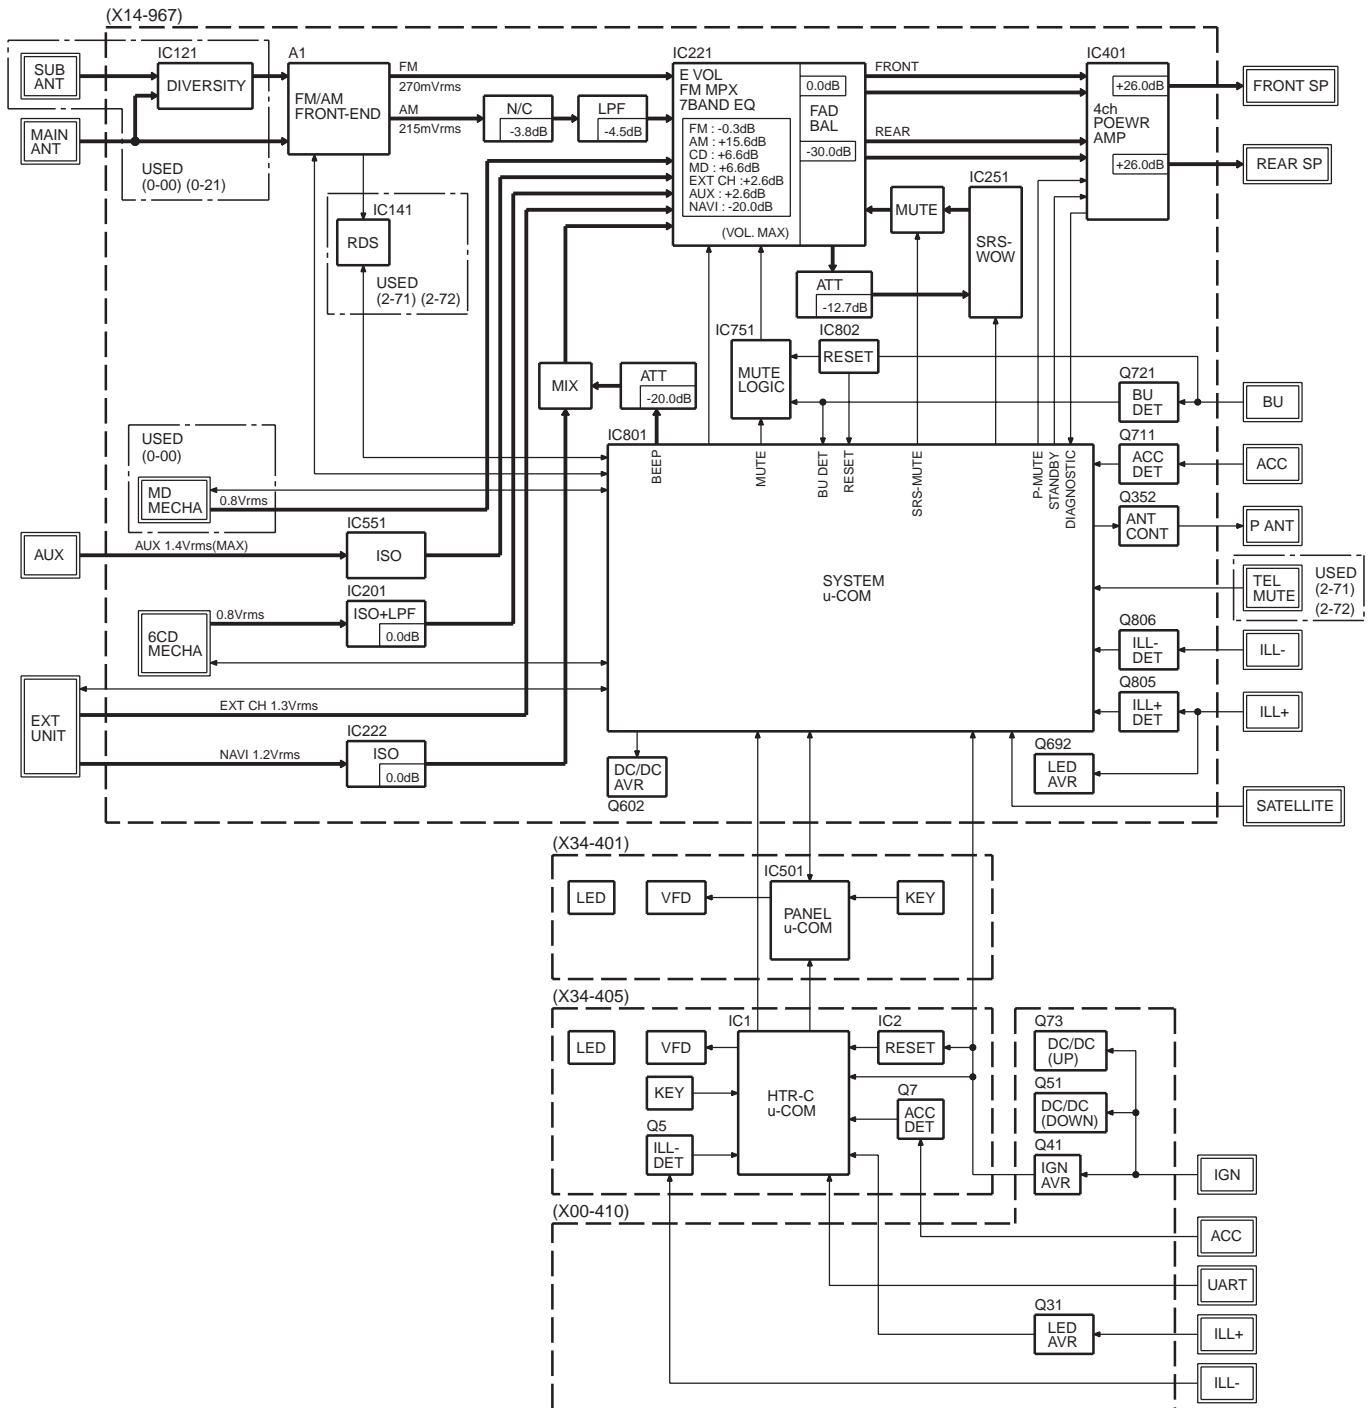 (X14-967)
SUB
ANT
MAIN
ANT
IC121
DIVERSITY
USED
(0-00) (0-21)
A1
FM/AM
FRONT-END
FM
270mVrms
AM
215mVrms
N/C
-3.8dB
LPF
-4.5dB
IC141
RDS
USED
(2-71) (2-72)
IC221
E VOL
FM MPX
7BAND EQ
FM : -0.3dB
AM : +15.6dB
CD : +6.6dB
MD : +6.6dB
EXT CH :+2.6dB
AUX : +2.6dB
NAVI : -20.0dB
(VOL. MAX)
0.0dB
FAD
BAL
-30.0dB
FRONT
REAR
IC401
+26.0dB
4ch
POEWR
AMP
+26.0dB
FRONT SP
REAR SP
MUTE
IC251
SRS-
WOW
ATT
-12.7dB
IC751
MUTE
LOGIC
IC802
RESET
MIX
ATT
-20.0dB
Q721
BU
DET
BU
Q711
ACC
DET
ACC
Q352
ANT
CONT
P ANT
TEL
MUTE
USED
(2-71)
(2-72)
Q806
ILL-
DET
ILL-
Q805
ILL+
DET
ILL+
Q692
LED
AVR
SATELLITE
IC801
BEEP
MUTE
BU DET
RESET
SRS-MUTE
P-MUTE
STANDBY
DIAGNOSTIC
SYSTEM
u-COM
USED
(0-00)
MD
MECHA
0.8Vrms
AUX
AUX 1.4Vrms(MAX)
IC551
ISO
6CD
MECHA
0.8Vrms
IC201
ISO+LPF
0.0dB
EXT
UNIT
EXT CH 1.3Vrms
NAVI 1.2Vrms
IC222
ISO
0.0dB
DC/DC
AVR
Q602
(X34-401)
LED
VFD
IC501
PANEL
u-COM
KEY
(X34-405)
LED
VFD
KEY
Q5
ILL-
DET
IC1
HTR-C
u-COM
IC2
RESET
Q7
ACC
DET
Q73
DC/DC
(UP)
Q51
DC/DC
(DOWN)
Q41
IGN
AVR
IGN
(X00-410)
ACC
UART
Q31
LED
AVR
ILL+
ILL-